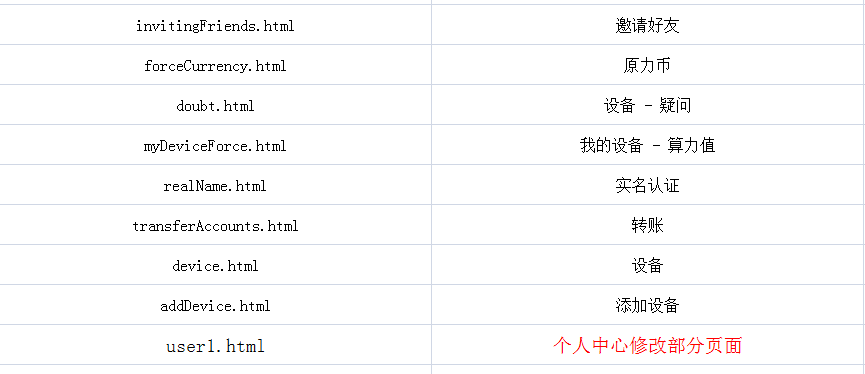 invitingFriends.html 邀请好友
forceCurrency.html 原力币
doubt.html 设备 - 疑问
myDeviceForce.html 我的设备 - 算力值
realName.html 实名认证
transferAccounts.html 转账
device.html 设备
addDevice.html 添加设备
user1.html 个人中心修改部分页面